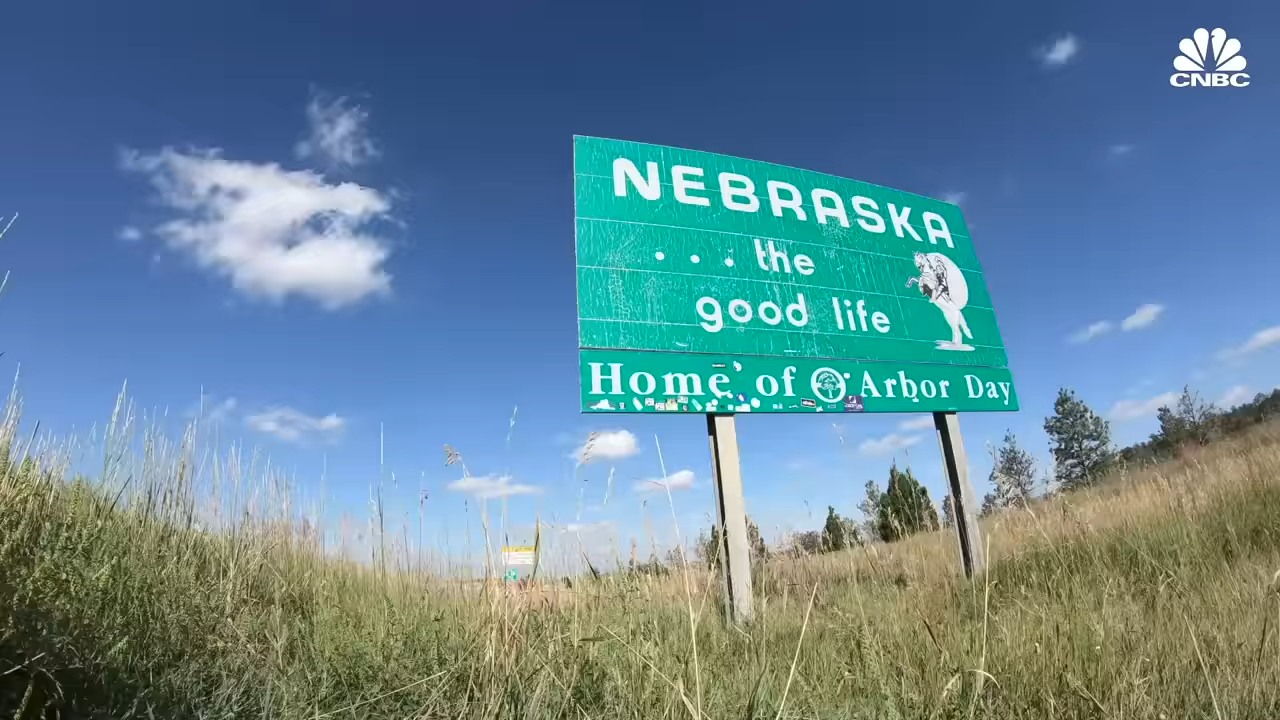 CNBC
NEBRASKA
. . . the
good life
Home of Arbor Day